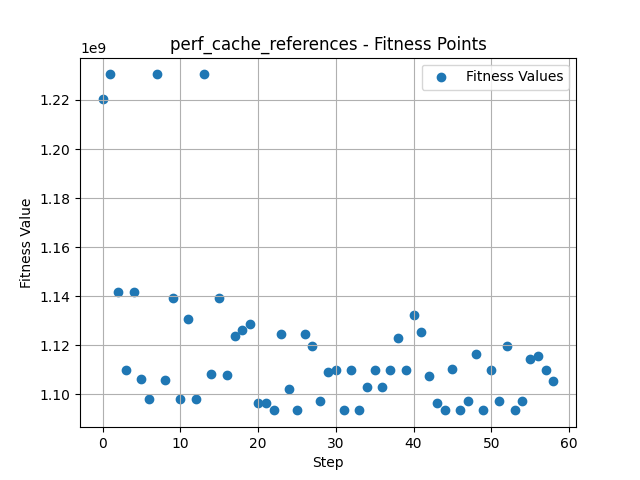 perf_cache_references - Fitness Points
1e9
Fitness Values
1.22
1.20
1.18
1.16
1.14
1.12
1.10
Fitness Value
0 10 20 30 40 50 60
Step